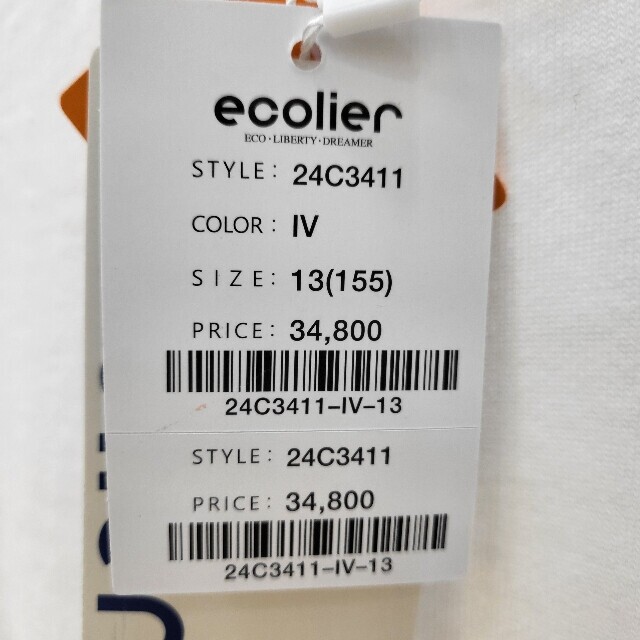 ecolier
ECO·LIBERTY·DREAMER
STYLE: 24C3411
COLOR: IV
SIZE: 13(155)
PRICE: 34,800
24C3411-IV-13
STYLE: 24C3411
PRICE: 34,800
24C3411-IV-13